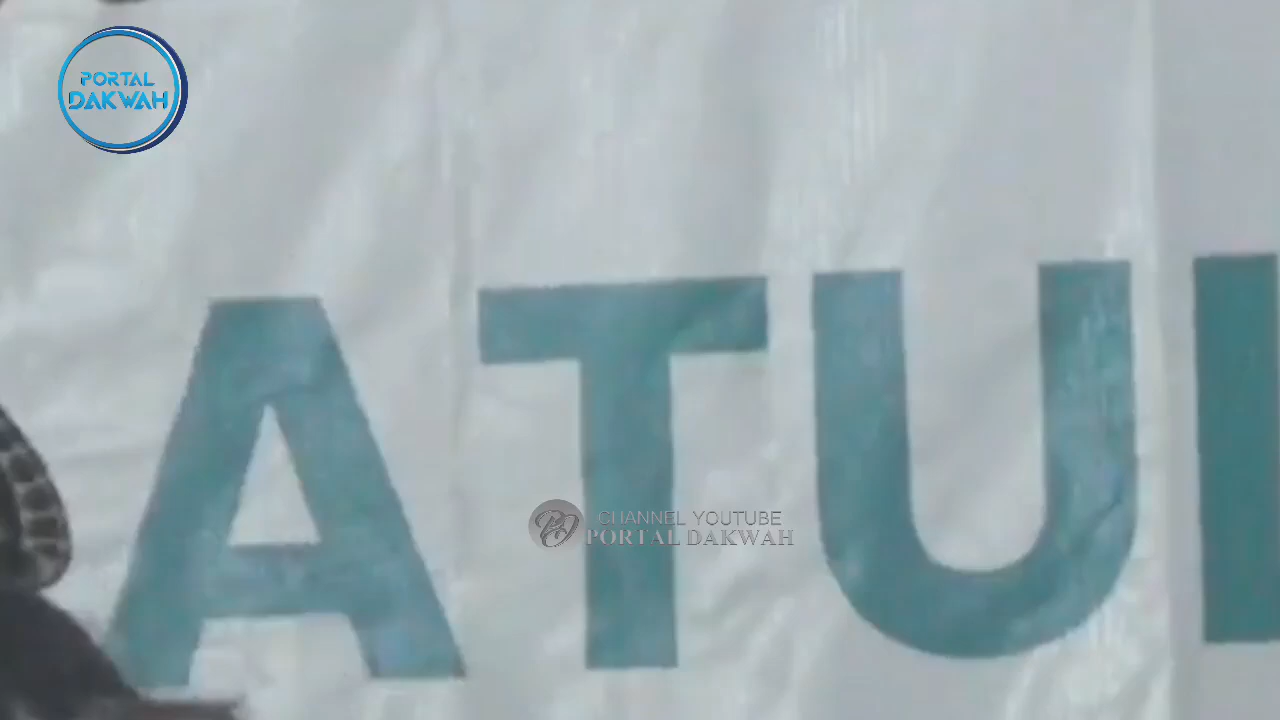 PORTAL
DAKWAH
ATU
CHANNEL YOUTUBE
PORTAL DAKWAH